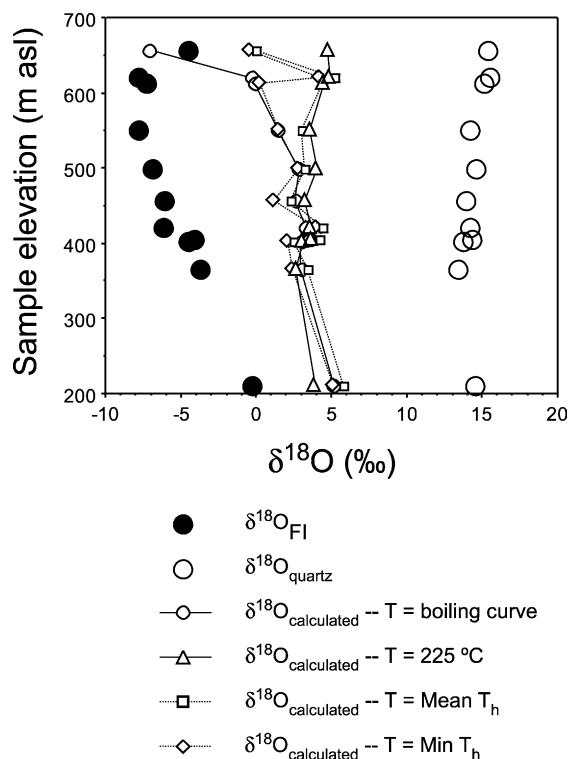 700
600
500
400
300
200
Sample elevation (m asl)
-10 -5 0 5 10 15 20
δ18O (‰)
δ18OFI
δ18Oquartz
δ18Ocalculated -- T = boiling curve
δ18Ocalculated -- T = 225 ºC
δ18Ocalculated -- T = Mean Th
δ18Ocalculated -- T = Min Th